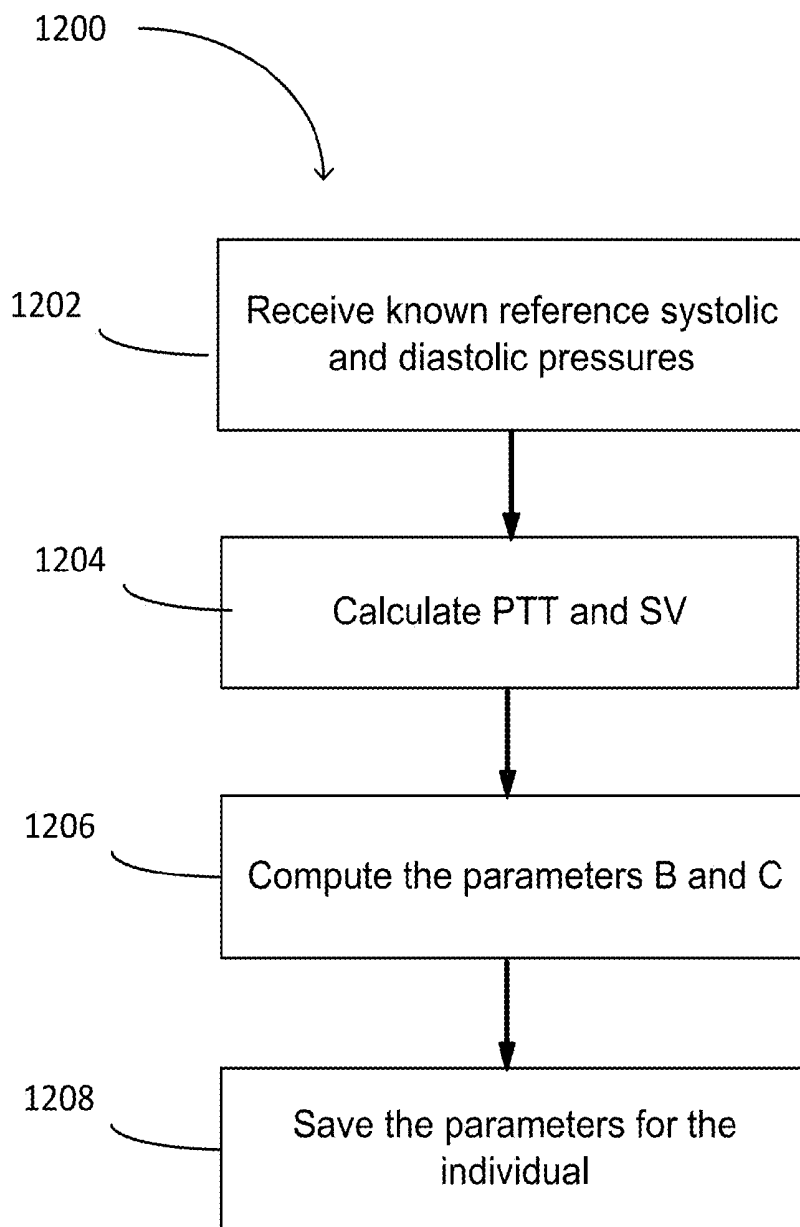 1200
1202
Receive known reference systolic
and diastolic pressures
1204
Calculate PTT and SV
1206
Compute the parameters B and C
1208
Save the parameters for the
individual